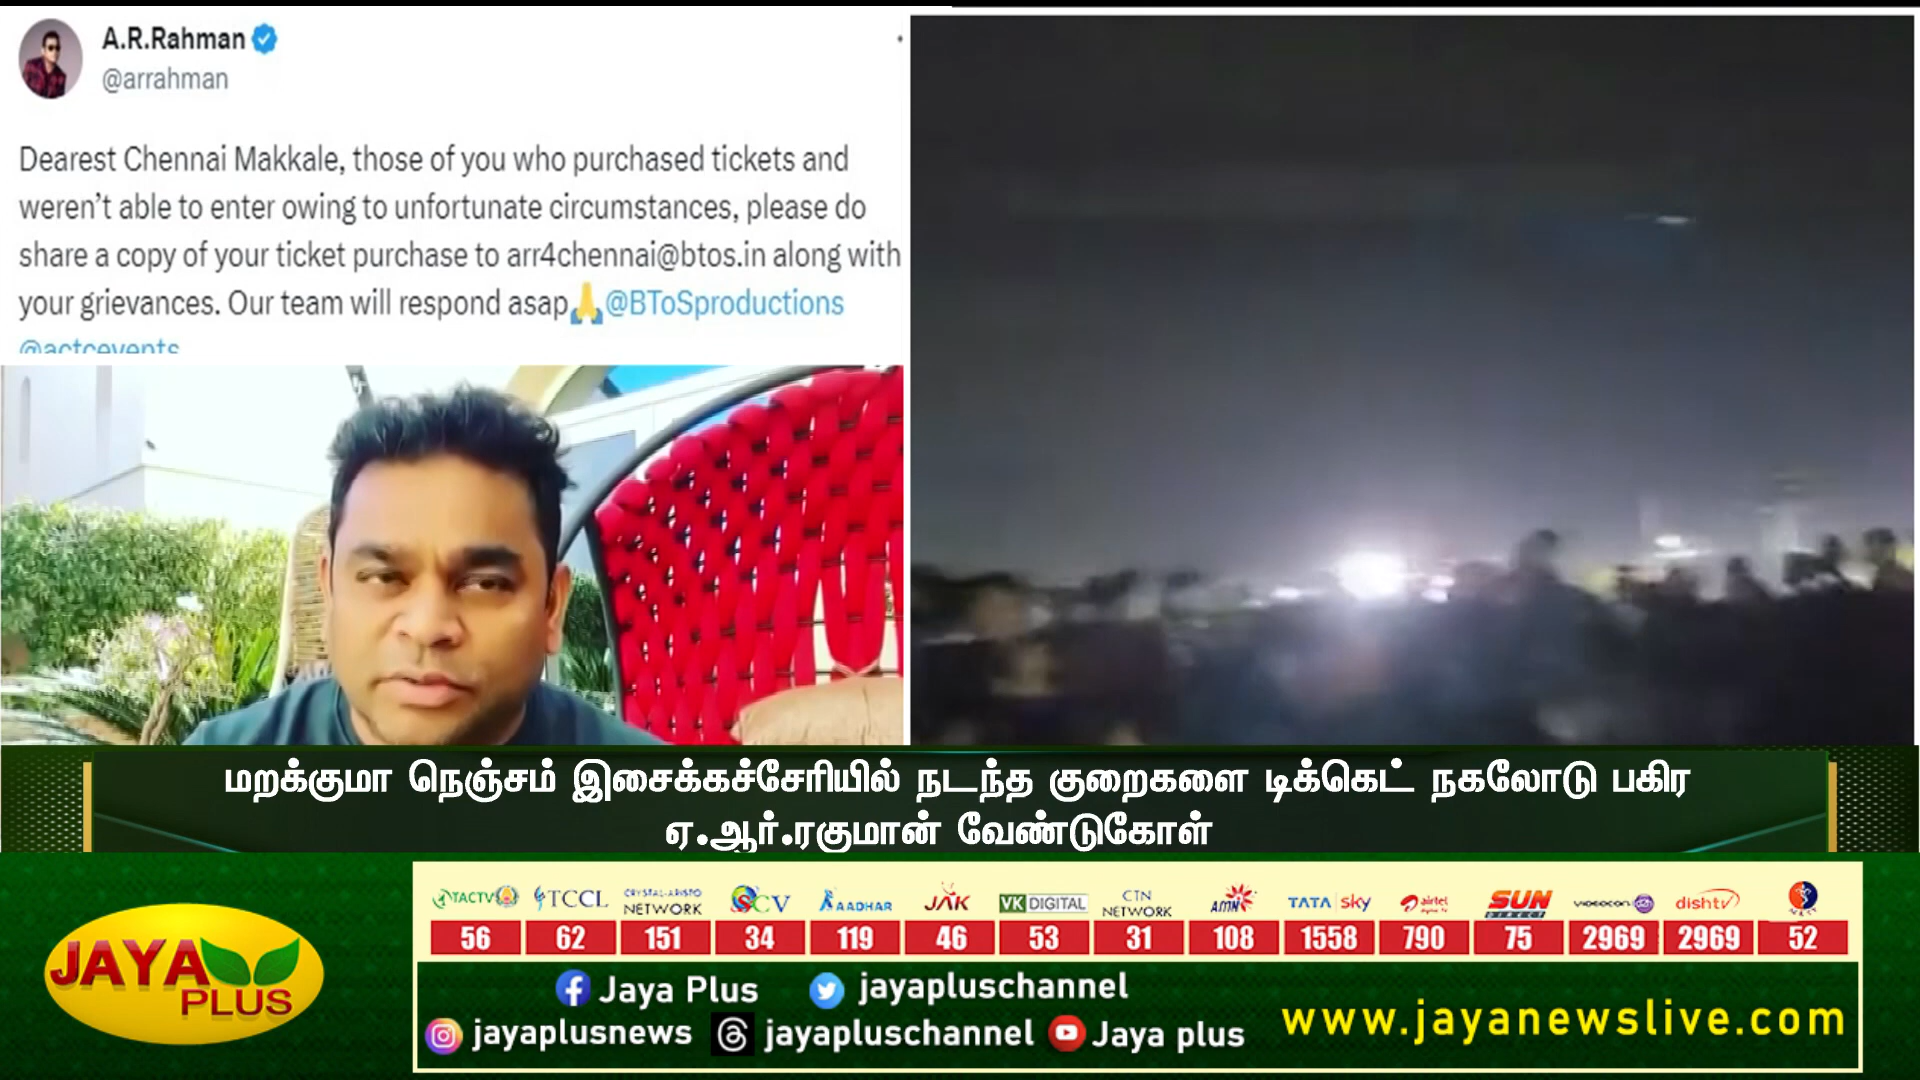 A.R.Rahman
@arrahman
Dearest Chennai Makkale, those of you who purchased tickets and
weren't able to enter owing to unfortunate circumstances, please do
share a copy of your ticket purchase to arr4chennai@btos.in along with
your grievances. Our team will respond asap🙏@BToSproductions
@actcevents
மறக்குமா நெஞ்சம் இசைக்கச்சேரியில் நடந்த குறைகளை டிக்கெட் நகலோடு பகிர
ஏ.ஆர்.ரகுமான் வேண்டுகோள்
JAYA
PLUS
TACTV TCCL CRYSTAL-ARISTO NETWORK SCV AADHAR JAK VK DIGITAL CTN NETWORK AMN TATA sky airtel SUN DIRECT videocon d2h dishtv
56 62 151 34 119 46 53 31 108 1558 790 75 2969 2969 52
Jaya Plus jayapluschannel
jayaplusnews jayapluschannel Jaya plus
www.jayanewslive.com